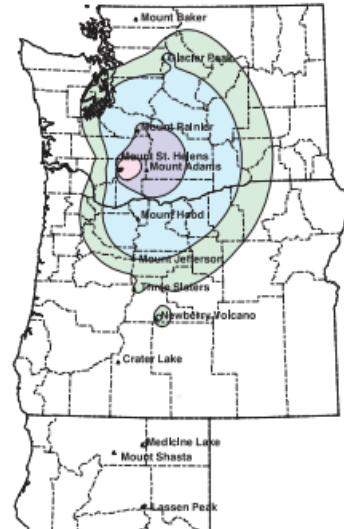 Mount Baker
Glacier Peak
Mount Rainier
Mount St. Helens
Mount Adams
Mount Hood
Mount Jefferson
Three Sisters
Newberry Volcano
Crater Lake
Medicine Lake
Mount Shasta
Lassen Peak